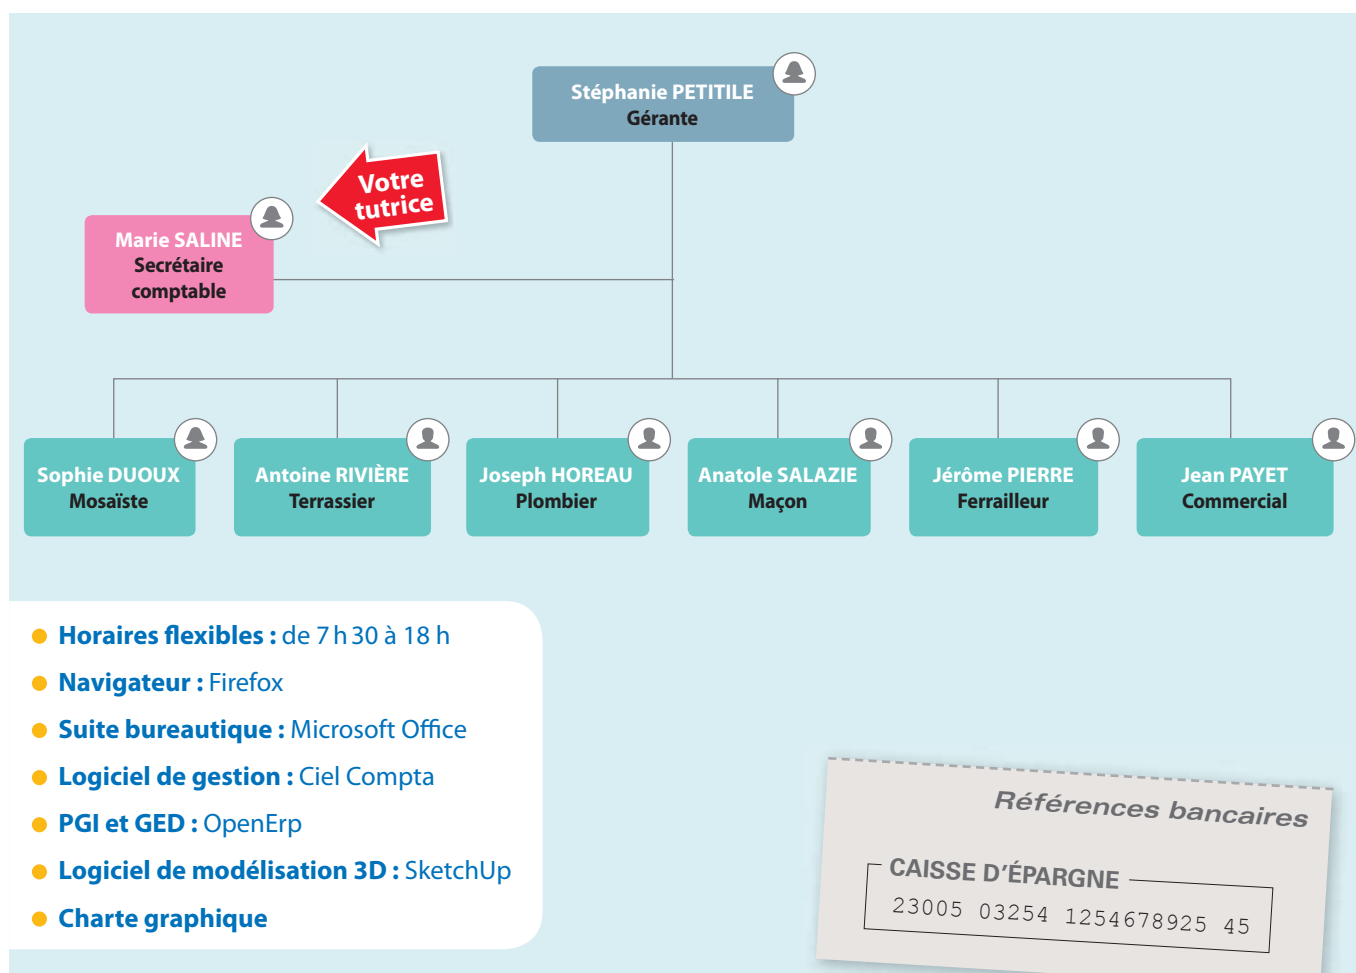 Stéphanie PETITILE
Gérante
Votre
tutrice
Marie SALINE
Secrétaire
comptable
Sophie DUOUX
Mosaïste
Antoine RIVIÈRE
Terrassier
Joseph HOREAU
Plombier
Anatole SALAZIE
Maçon
Jérôme PIERRE
Ferrailleur
Jean PAYET
Commercial
● Horaires flexibles : de 7 h 30 à 18 h
● Navigateur : Firefox
● Suite bureautique : Microsoft Office
● Logiciel de gestion : Ciel Compta
● PGI et GED : OpenErp
● Logiciel de modélisation 3D : SketchUp
● Charte graphique
Références bancaires
CAISSE D'ÉPARGNE
23005 03254 1254678925 45